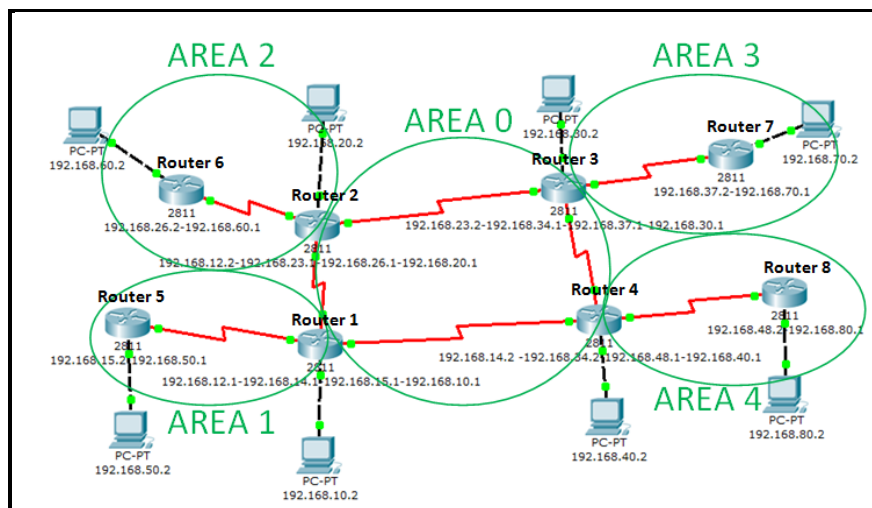 AREA 2
AREA 3
AREA 0
PC-PT
192.168.60.2
PC-PT
192.168.20.2
PC-PT
192.168.30.2
PC-PT
192.168.70.2
Router 6
2811
192.168.26.2-192.168.60.1
Router 2
2811
192.168.12.2-192.168.23.1-192.168.26.1-192.168.20.1
Router 3
2811
192.168.23.2-192.168.34.1-192.168.37.1-192.168.30.1
Router 7
2811
192.168.37.2-192.168.70.1
Router 5
2811
192.168.15.2-192.168.50.1
Router 1
2811
192.168.12.1-192.168.14.1-192.168.15.1-192.168.10.1
Router 4
2811
192.168.14.2 -192.168.34.2-192.168.48.1-192.168.40.1
Router 8
2811
192.168.48.2-192.168.80.1
AREA 1
AREA 4
PC-PT
192.168.50.2
PC-PT
192.168.10.2
PC-PT
192.168.40.2
PC-PT
192.168.80.2